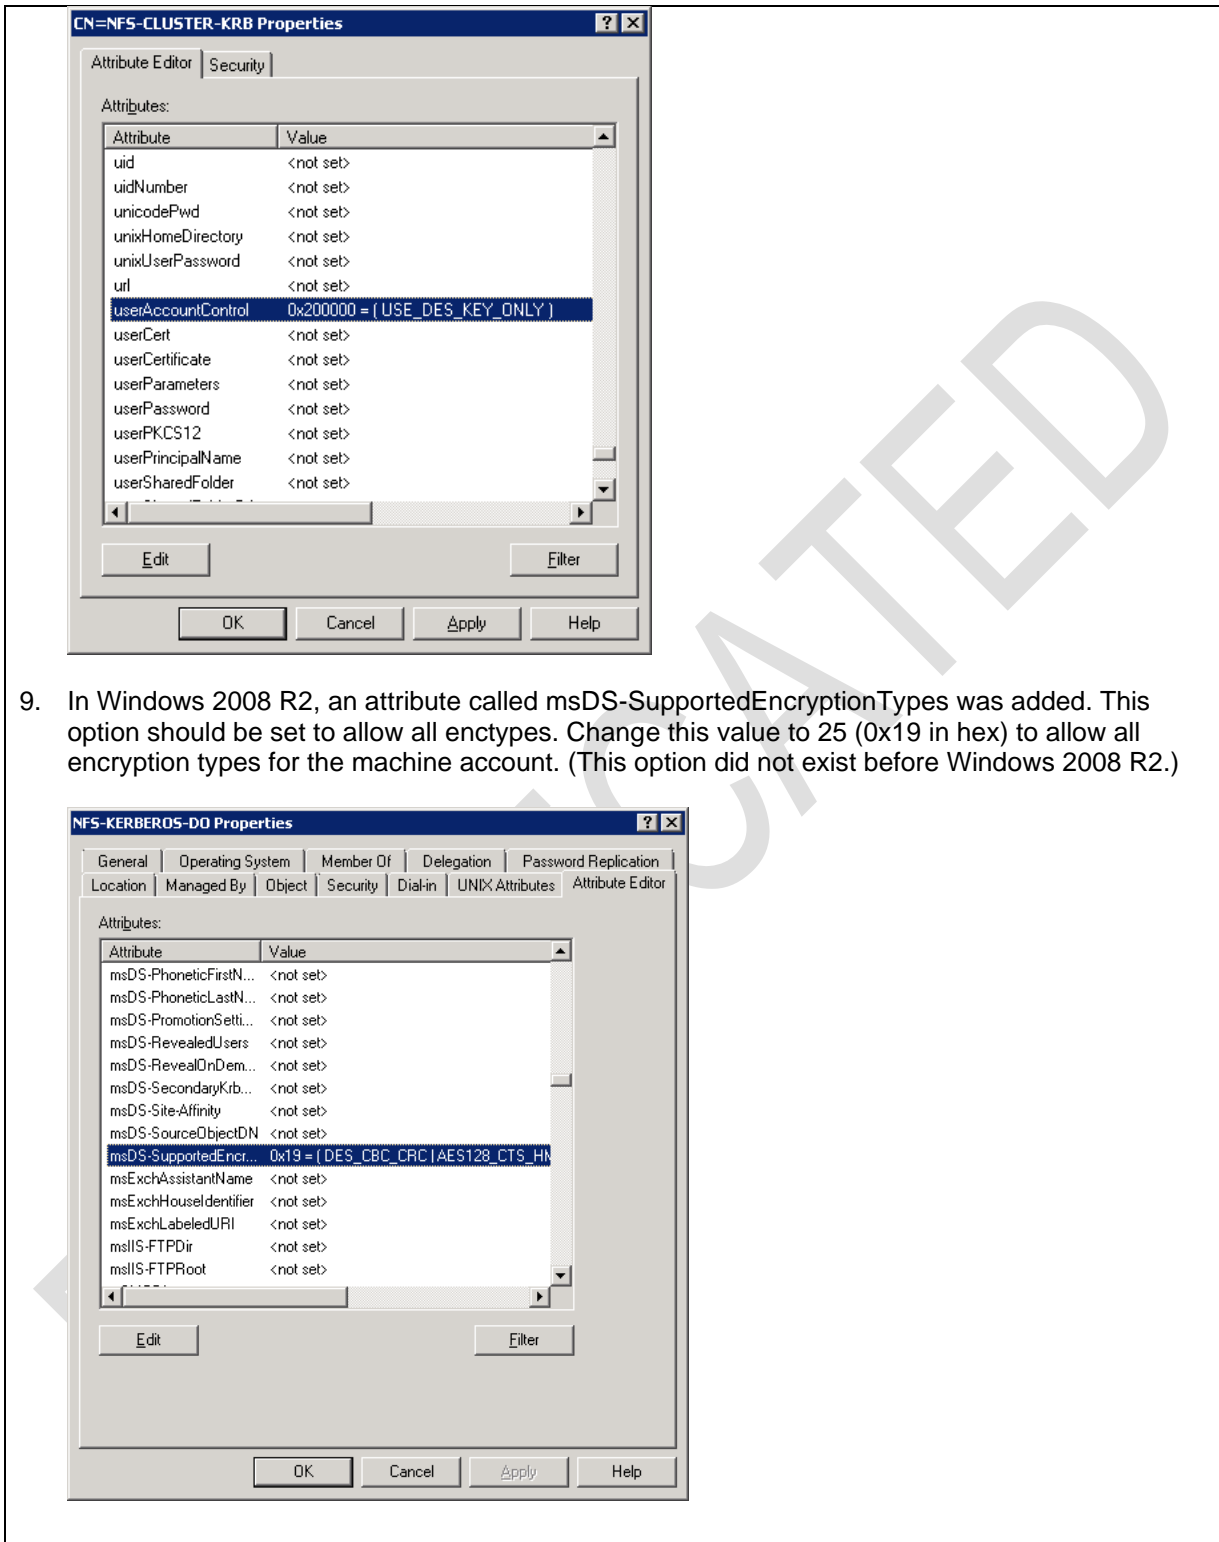 CN=NFS-CLUSTER-KRB Properties
Attribute Editor Security
Attributes:
Attribute Value
uid <not set>
uidNumber <not set>
unicodePwd <not set>
unixHomeDirectory <not set>
unixUserPassword <not set>
url <not set>
userAccountControl 0x200000 = ( USE_DES_KEY_ONLY )
userCert <not set>
userCertificate <not set>
userParameters <not set>
userPassword <not set>
userPKCS12 <not set>
userPrincipalName <not set>
userSharedFolder <not set>
Edit Filter
OK Cancel Apply Help
9. In Windows 2008 R2, an attribute called msDS-SupportedEncryptionTypes was added. This
option should be set to allow all enctypes. Change this value to 25 (0x19 in hex) to allow all
encryption types for the machine account. (This option did not exist before Windows 2008 R2.)
NFS-KERBEROS-DO Properties
General Operating System Member Of Delegation Password Replication
Location Managed By Object Security Dial-in UNIX Attributes Attribute Editor
Attributes:
Attribute Value
msDS-PhoneticFirstN... <not set>
msDS-PhoneticLastN... <not set>
msDS-PromotionSetti... <not set>
msDS-RevealedUsers <not set>
msDS-RevealOnDem... <not set>
msDS-SecondaryKrb... <not set>
msDS-Site-Affinity <not set>
msDS-SourceObjectDN <not set>
msDS-SupportedEncr... 0x19 = ( DES_CBC_CRC | AES128_CTS_HM
msExchAssistantName <not set>
msExchHouseIdentifier <not set>
msExchLabeledURI <not set>
msIIS-FTPDir <not set>
msIIS-FTPRoot <not set>
Edit Filter
OK Cancel Apply Help
CATED